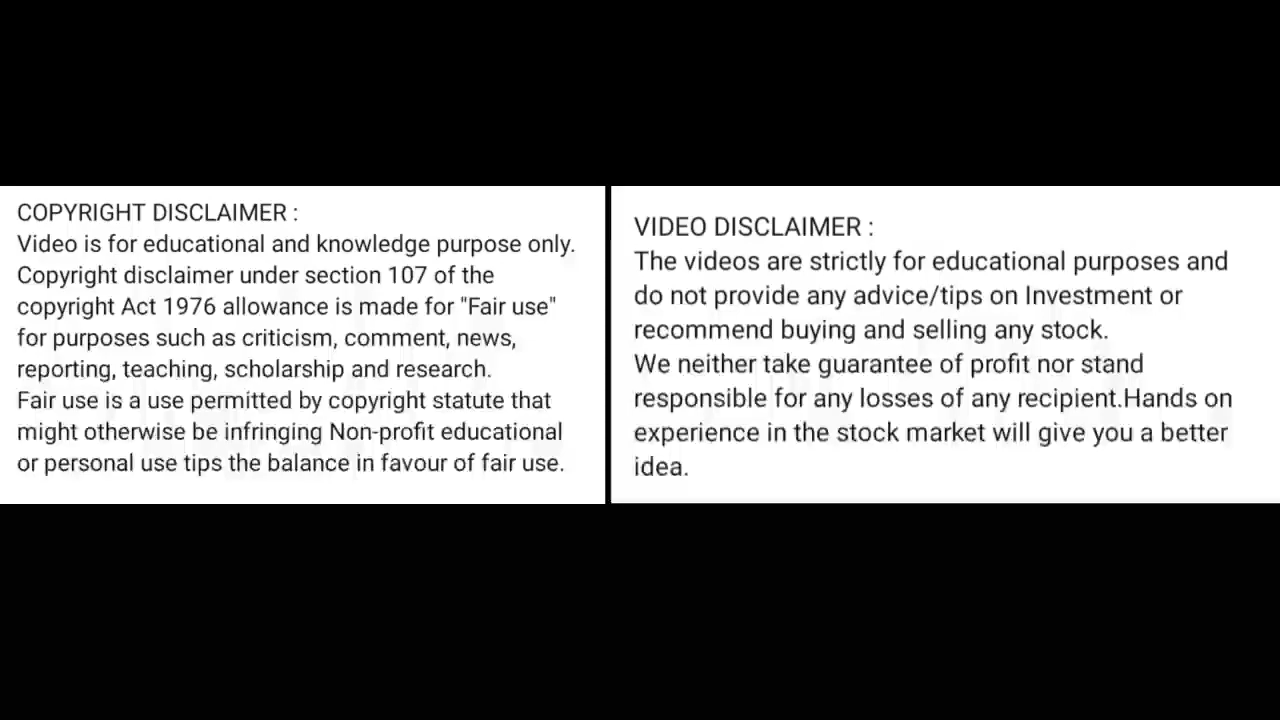 COPYRIGHT DISCLAIMER :
Video is for educational and knowledge purpose only.
Copyright disclaimer under section 107 of the
copyright Act 1976 allowance is made for "Fair use"
for purposes such as criticism, comment, news,
reporting, teaching, scholarship and research.
Fair use is a use permitted by copyright statute that
might otherwise be infringing Non-profit educational
or personal use tips the balance in favour of fair use.
VIDEO DISCLAIMER :
The videos are strictly for educational purposes and
do not provide any advice/tips on Investment or
recommend buying and selling any stock.
We neither take guarantee of profit nor stand
responsible for any losses of any recipient.Hands on
experience in the stock market will give you a better
idea.